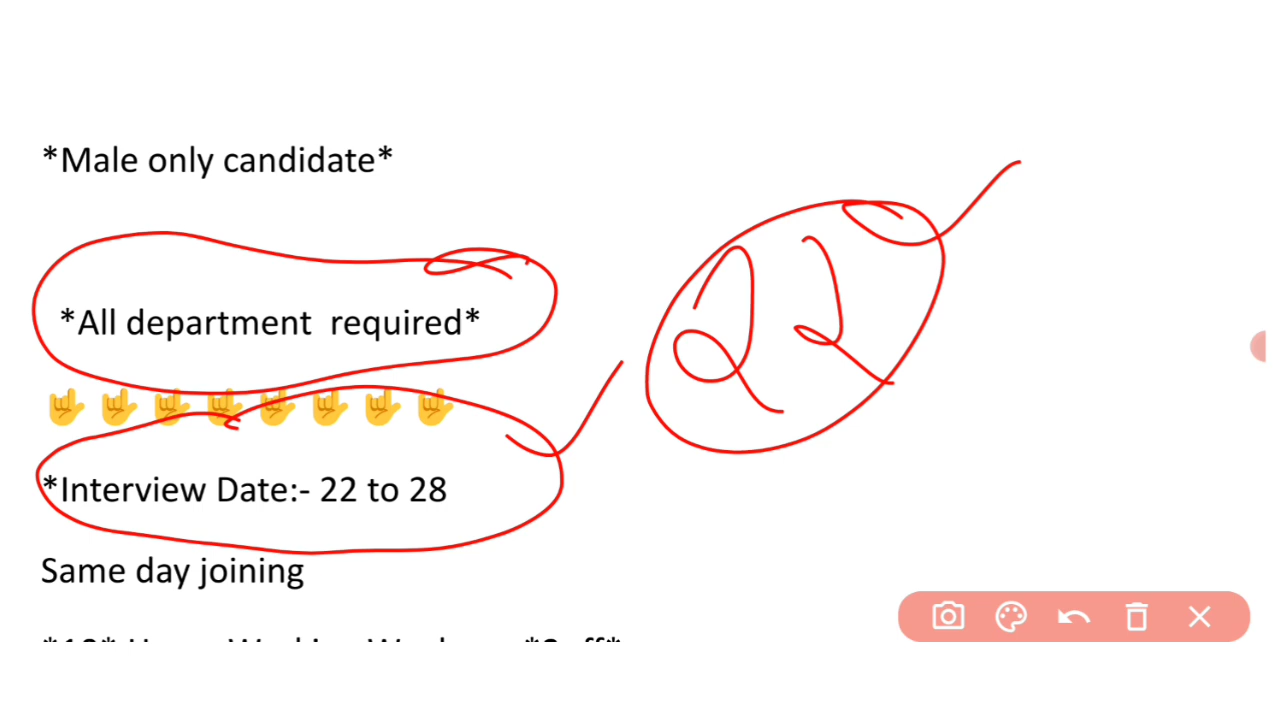 *Male only candidate*
*All department required*
🤟🤟🤟🤟🤟🤟🤟🤟
*Interview Date:- 22 to 28
22
Same day joining